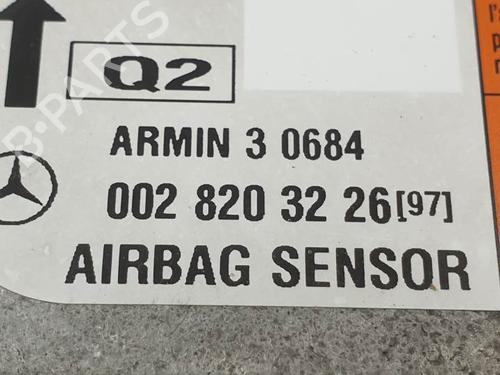 Q2
ARMIN 3 0684
002 820 32 26 [97]
AIRBAG SENSOR